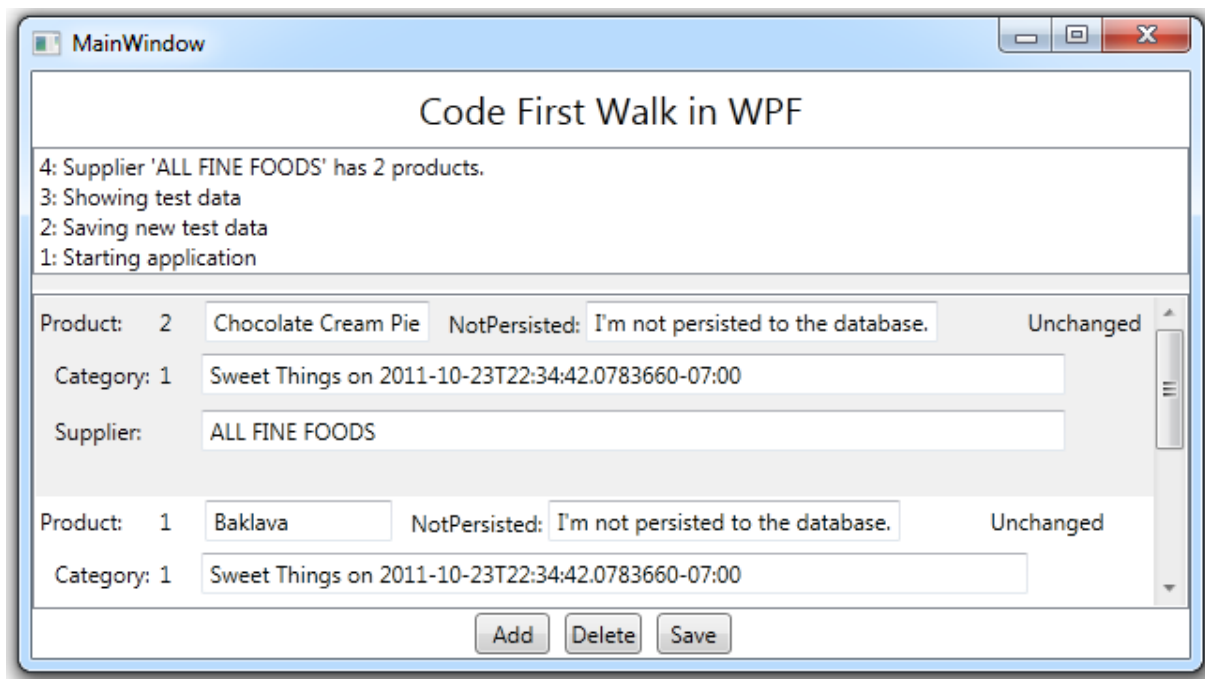 MainWindow
Code First Walk in WPF
4: Supplier 'ALL FINE FOODS' has 2 products.
3: Showing test data
2: Saving new test data
1: Starting application
Product: 2 Chocolate Cream Pie NotPersisted: I'm not persisted to the database. Unchanged
Category: 1 Sweet Things on 2011-10-23T22:34:42.0783660-07:00
Supplier: ALL FINE FOODS
Product: 1 Baklava NotPersisted: I'm not persisted to the database. Unchanged
Category: 1 Sweet Things on 2011-10-23T22:34:42.0783660-07:00
Add Delete Save